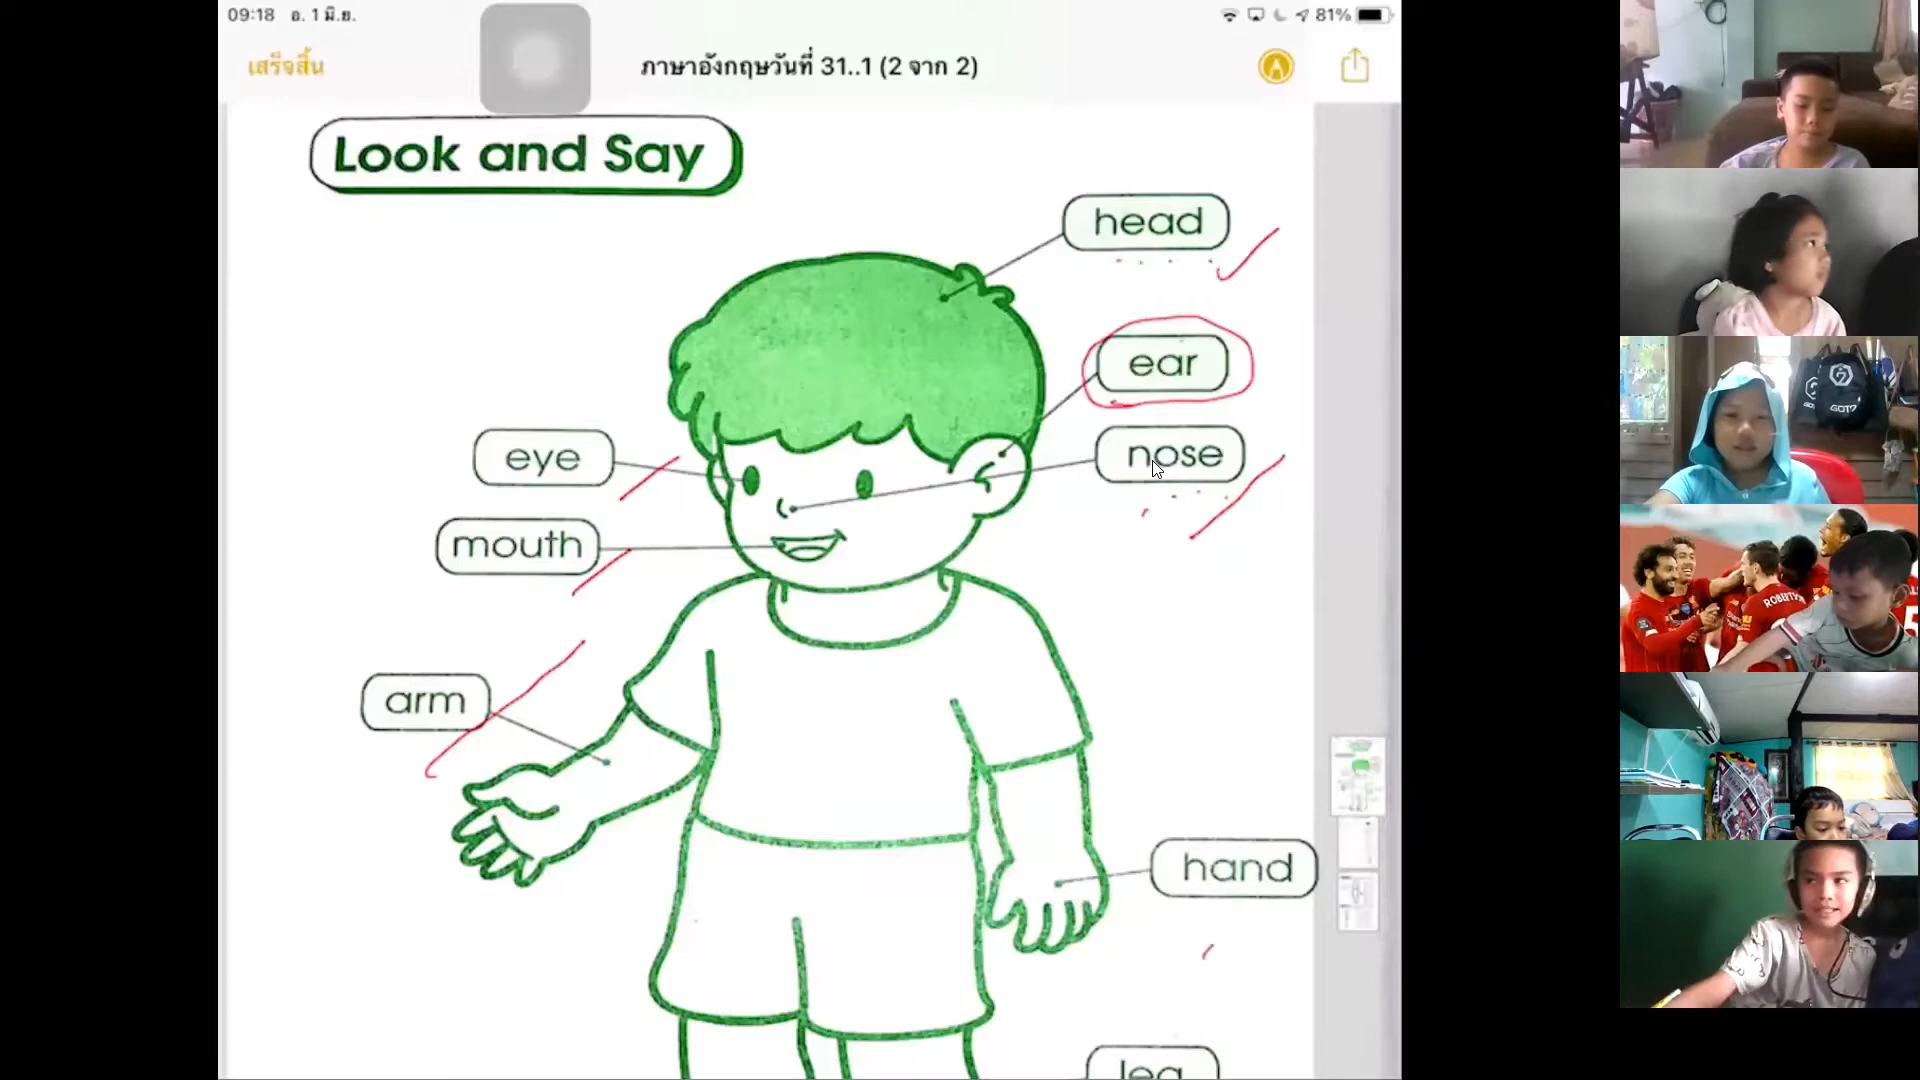 09:18 อ. 1 มิ.ย.
81%
เสร็จสิ้น
ภาษาอังกฤษวันที่ 31..1 (2 จาก 2)
Look and Say
head
ear
eye
nose
mouth
arm
hand
leg
GOT7